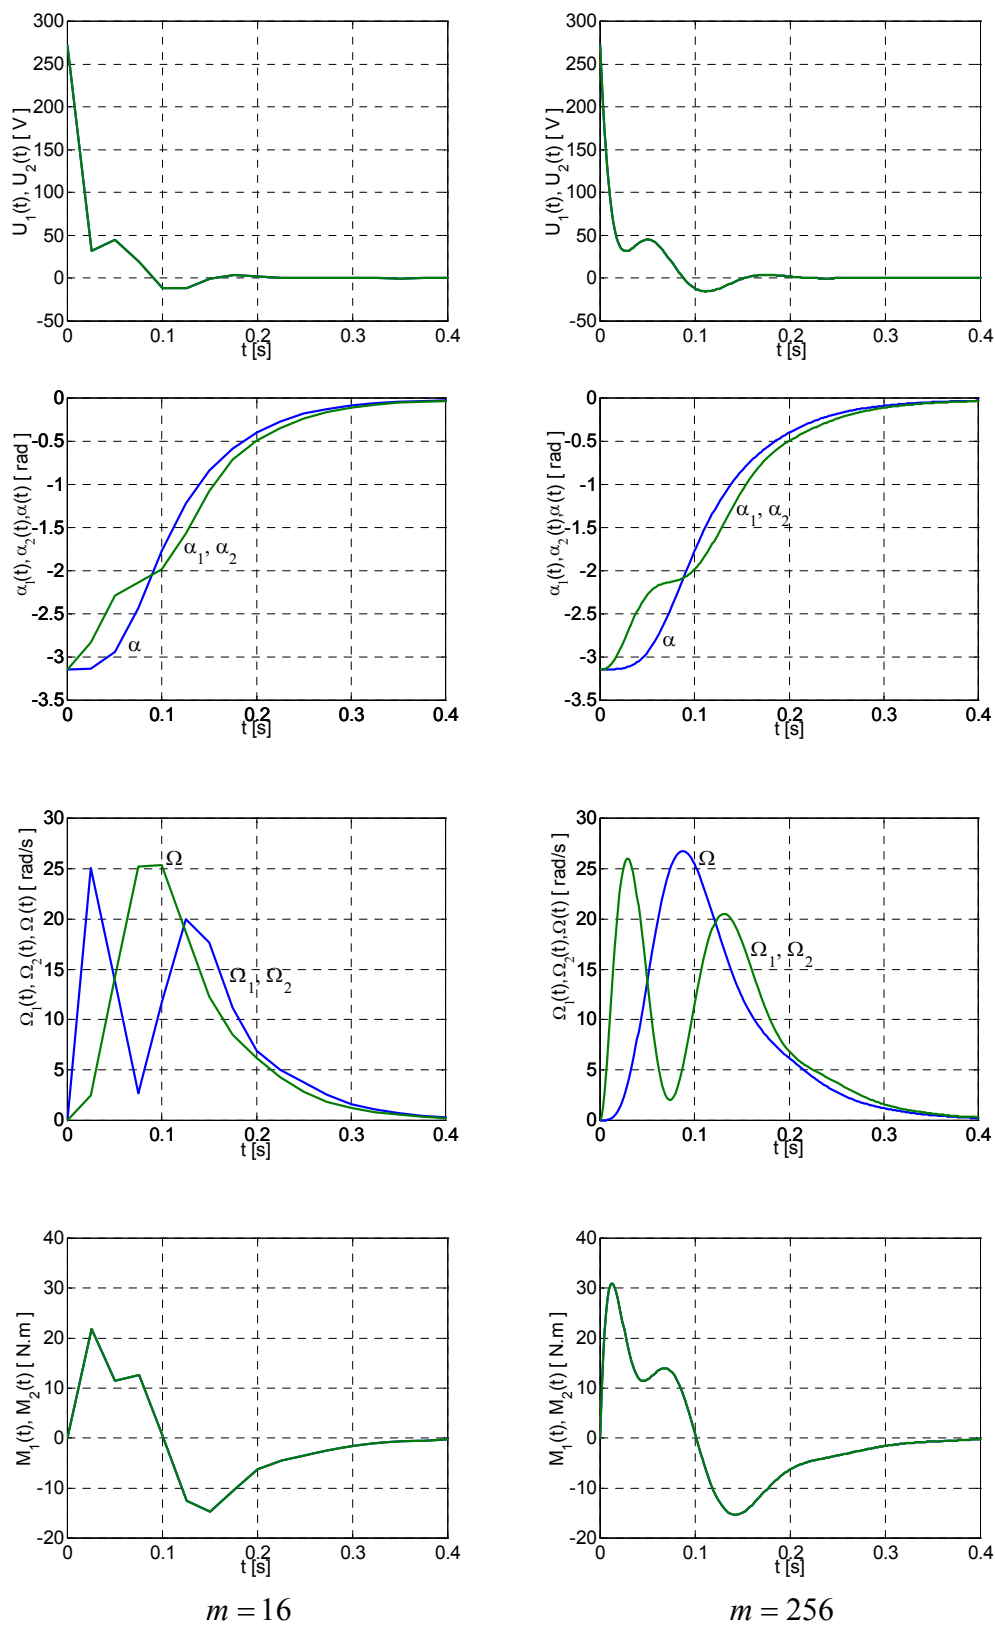 300
250
200
150
100
50
0
-50
U₁(t), U₂(t) [ V ]
0 0.1 0.2 0.3 0.4
t [s]
300
250
200
150
100
50
0
-50
U₁(t), U₂(t) [ V ]
0 0.1 0.2 0.3 0.4
t [s]
0
-0.5
-1
-1.5
-2
-2.5
-3
-3.5
α₁(t), α₂(t),α(t) [ rad ]
α₁, α₂
α
0 0.1 0.2 0.3 0.4
t [s]
0
-0.5
-1
-1.5
-2
-2.5
-3
-3.5
α₁(t),α₂(t),α(t) [ rad ]
α₁, α₂
α
0 0.1 0.2 0.3 0.4
t [s]
30
25
20
15
10
5
0
Ω₁(t), Ω₂(t), Ω(t) [ rad/s ]
Ω
Ω₁, Ω₂
0 0.1 0.2 0.3 0.4
t [s]
30
25
20
15
10
5
0
Ω₁(t),Ω₂(t),Ω(t) [ rad/s ]
Ω
Ω₁, Ω₂
0 0.1 0.2 0.3 0.4
t [s]
40
30
20
10
0
-10
-20
M₁(t), M₂(t) [ N.m ]
0 0.1 0.2 0.3 0.4
t [s]
40
30
20
10
0
-10
-20
M₁(t), M₂(t) [ N.m ]
0 0.1 0.2 0.3 0.4
t [s]
m = 16
m = 256